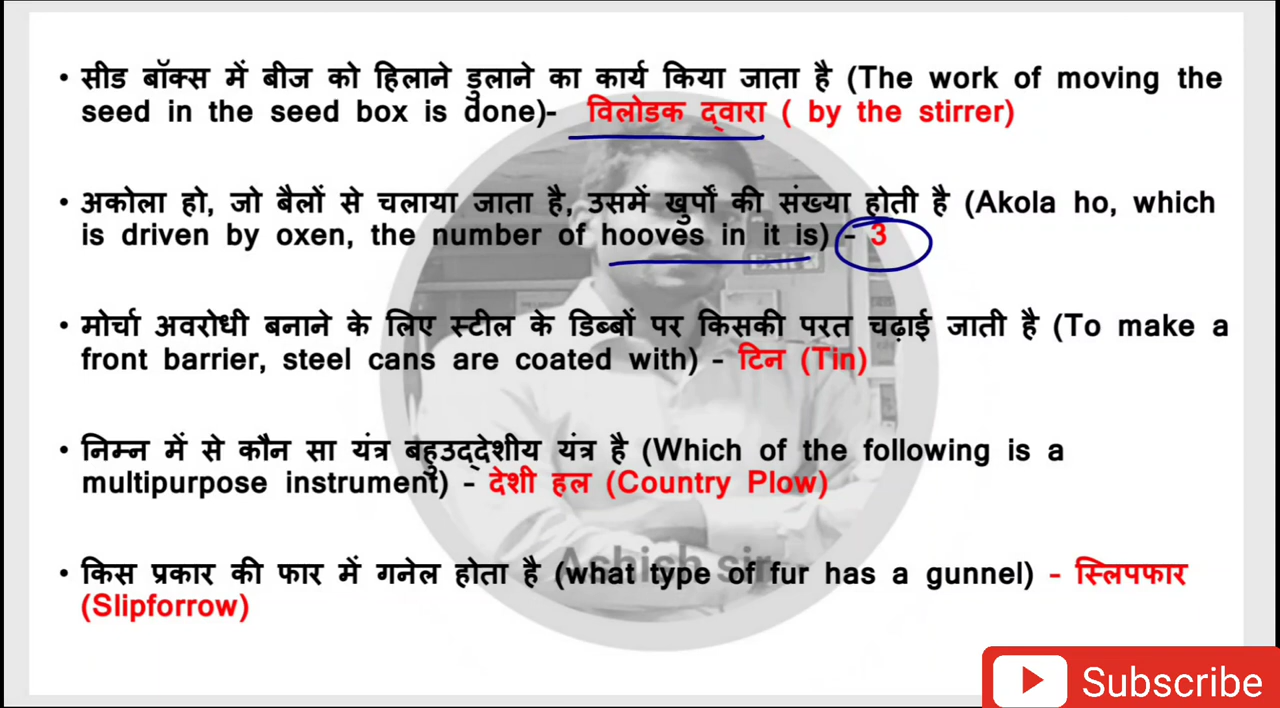 • सीड बॉक्स में बीज को हिलाने डुलाने का कार्य किया जाता है (The work of moving the
seed in the seed box is done)- विलोडक द्वारा ( by the stirrer)
• अकोला हो, जो बैलों से चलाया जाता है, उसमें खुर्पों की संख्या होती है (Akola ho, which
is driven by oxen, the number of hooves in it is) - 3
Exit
• मोर्चा अवरोधी बनाने के लिए स्टील के डिब्बों पर किसकी परत चढ़ाई जाती है (To make a
front barrier, steel cans are coated with) - टिन (Tin)
• निम्न में से कौन सा यंत्र बहुउद्देशीय यंत्र है (Which of the following is a
multipurpose instrument) - देशी हल (Country Plow)
Ashish sir
• किस प्रकार की फार में गनेल होता है (what type of fur has a gunnel) - स्लिपफार
(Slipforrow)
Subscribe